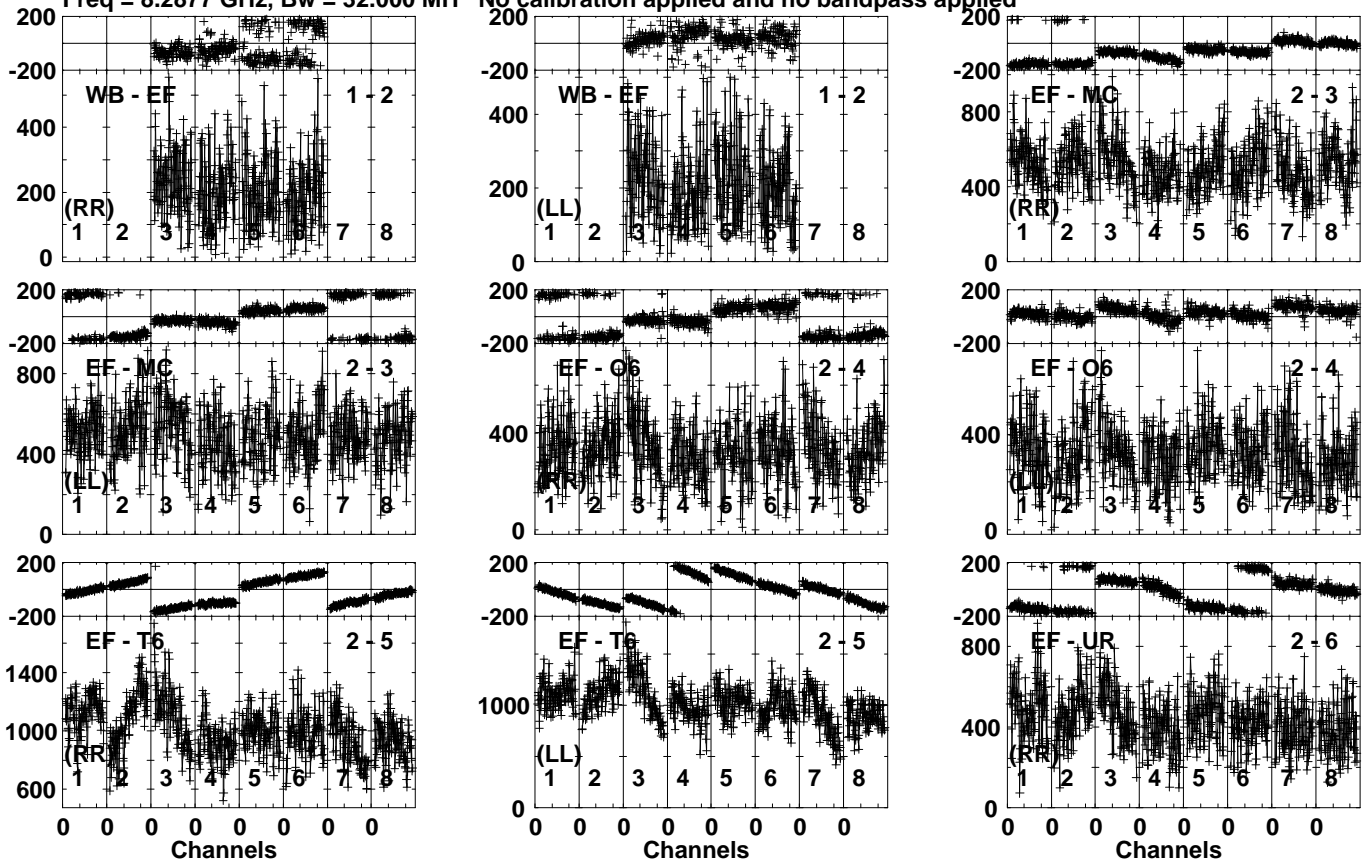 Freq = 8.2877 GHz, Bw = 32.000 MH No calibration applied and no bandpass applied
200 200 200
-200 -200 -200
WB - EF 1 - 2 WB - EF 1 - 2 EF - MC 2 - 3
400 400 800
200 200 400
(RR) (LL) (RR)
1 2 3 4 5 6 7 8 1 2 3 4 5 6 7 8 1 2 3 4 5 6 7 8
0 0 0
200 200 200
-200 -200 -200
EF - MC 2 - 3 EF - O6 2 - 4 EF - O6 2 - 4
800
400 400 400
(LL) (RR) (LL)
1 2 3 4 5 6 7 8 1 2 3 4 5 6 7 8 1 2 3 4 5 6 7 8
0 0 0
200 200 200
-200 -200 -200
EF - T6 2 - 5 EF - T6 2 - 5 EF - UR 2 - 6
1400 800
1000 1000 400
(RR) (LL) (RR)
1 2 3 4 5 6 7 8 1 2 3 4 5 6 7 8 1 2 3 4 5 6 7 8
600 0 0
0 0 0 0 0 0 0 0 0 0 0 0 0 0 0 0 0 0 0 0 0 0 0 0
Channels Channels Channels